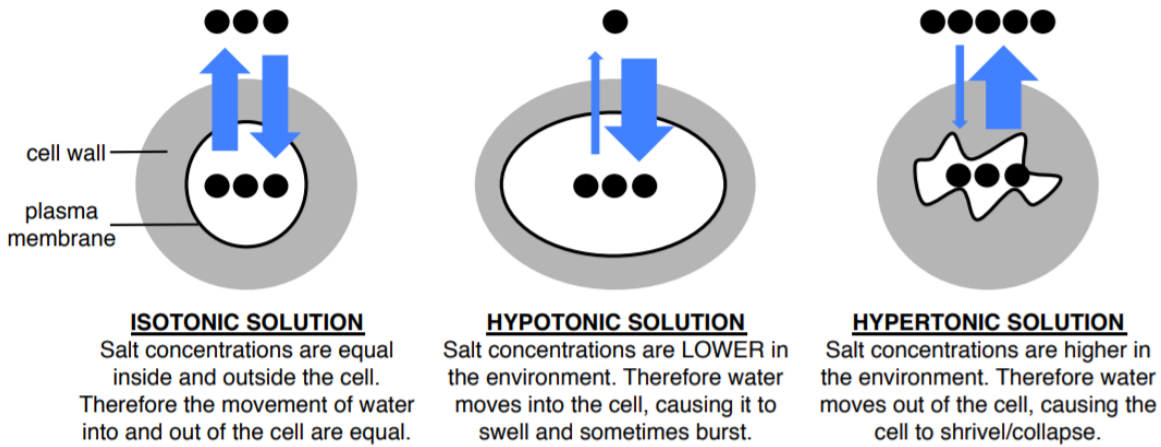 cell wall
plasma
membrane
ISOTONIC SOLUTION
Salt concentrations are equal
inside and outside the cell.
Therefore the movement of water
into and out of the cell are equal.
HYPOTONIC SOLUTION
Salt concentrations are LOWER in
the environment. Therefore water
moves into the cell, causing it to
swell and sometimes burst.
HYPERTONIC SOLUTION
Salt concentrations are higher in
the environment. Therefore water
moves out of the cell, causing the
cell to shrivel/collapse.